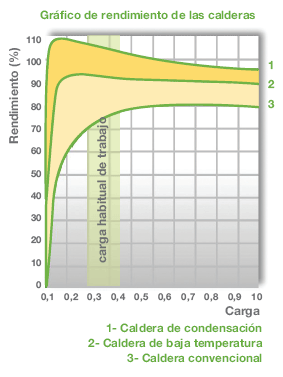 Gráfico de rendimiento de las calderas
Rendimiento (%)
110
100
90
80
70
60
50
40
30
20
10
0
1
2
3
carga habitual de trabajo
0,1 0,2 0,3 0,4 0,5 0,6 0,7 0,8 0,9 10
Carga
1- Caldera de condensación
2- Caldera de baja temperatura
3- Caldera convencional